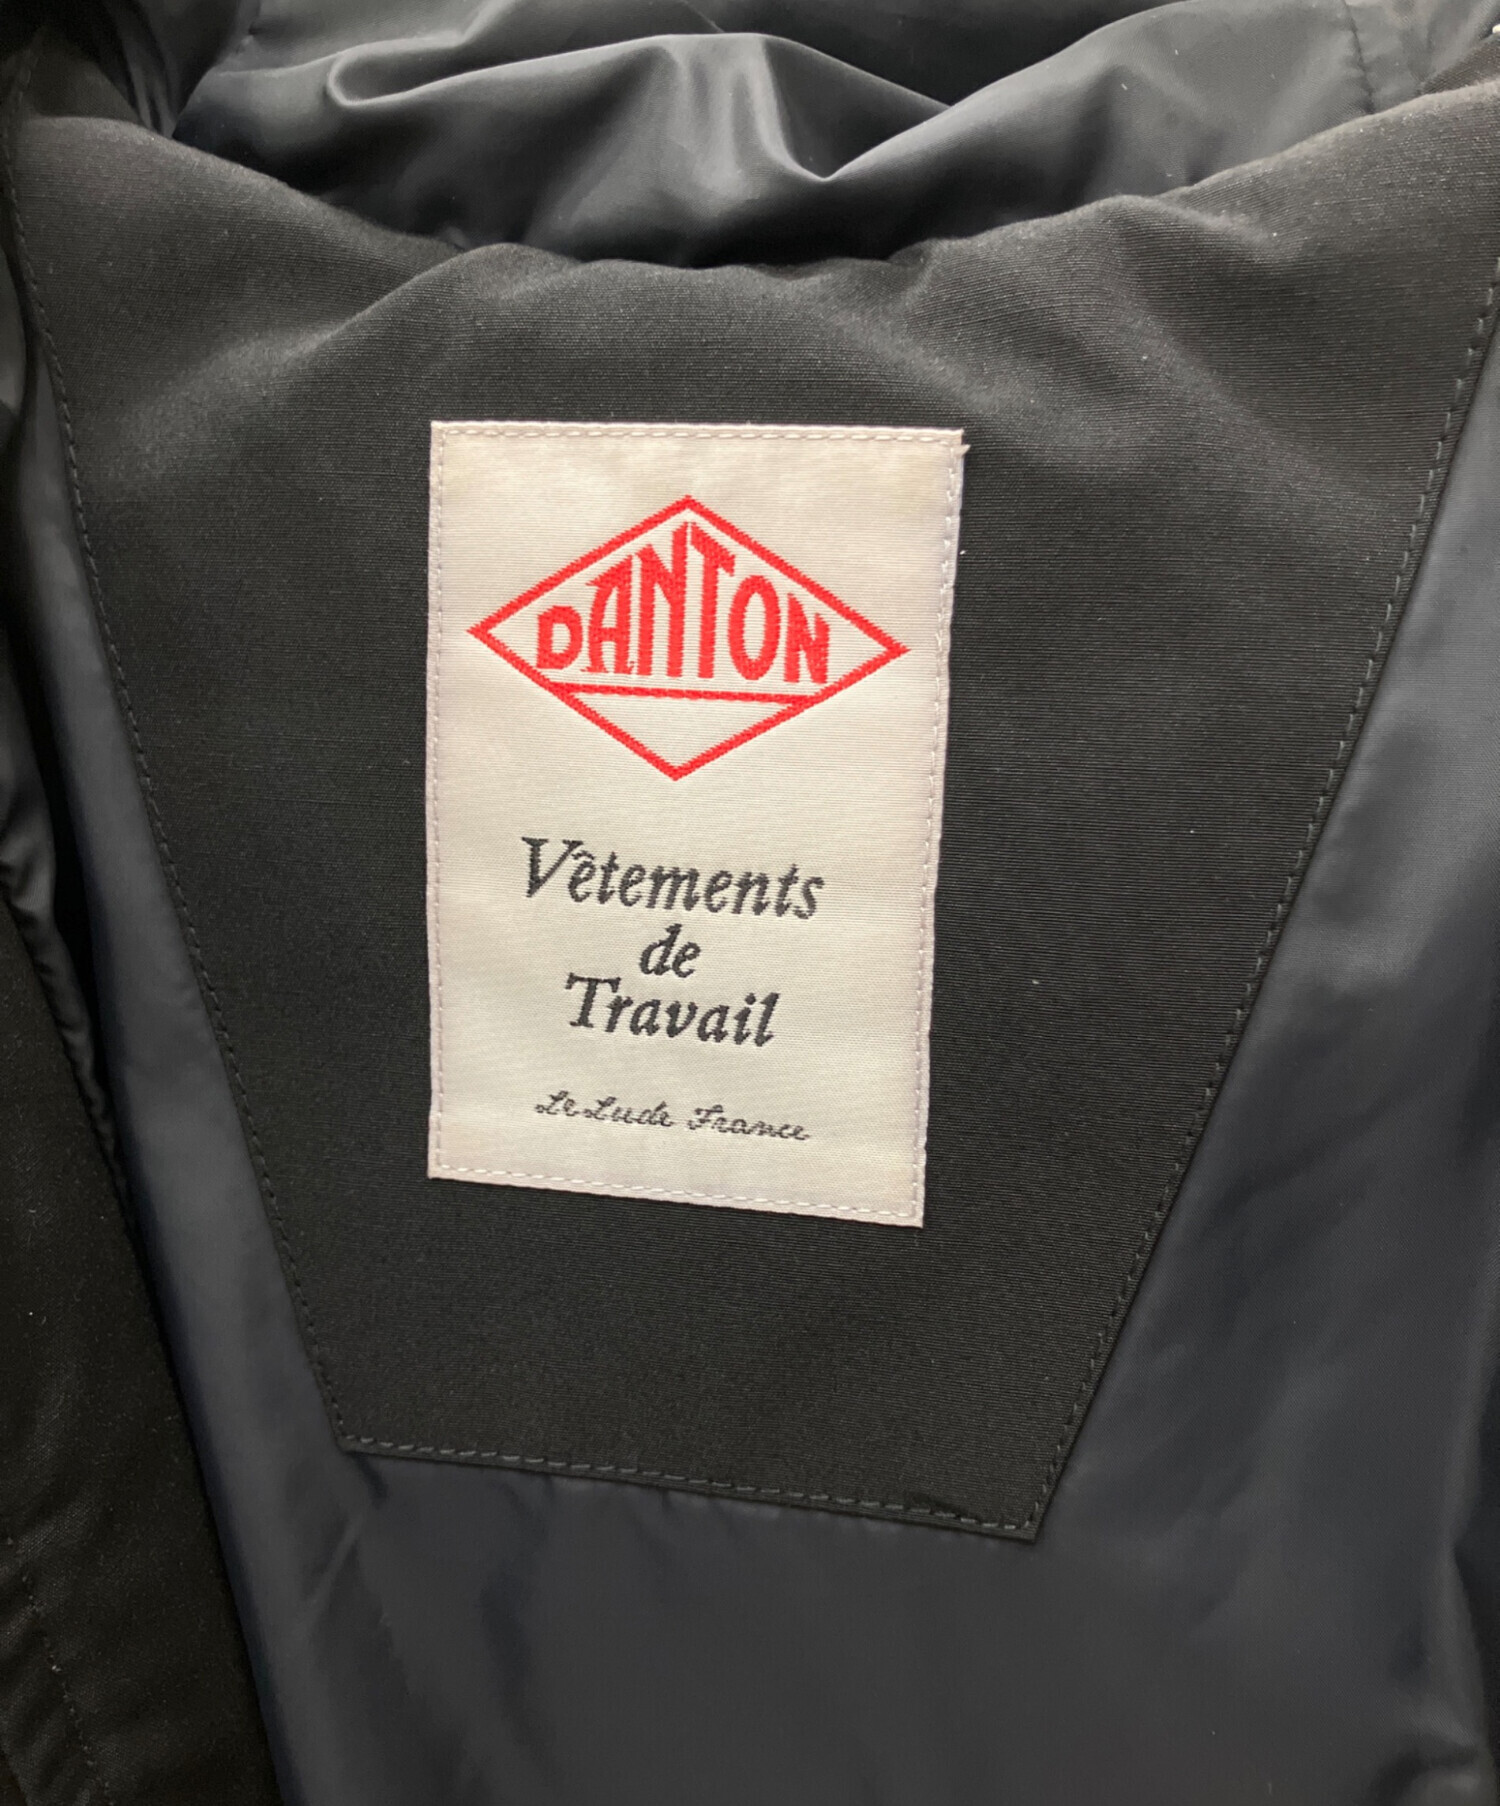 DANTON
Vêtements
de
Travail
Le Lude France